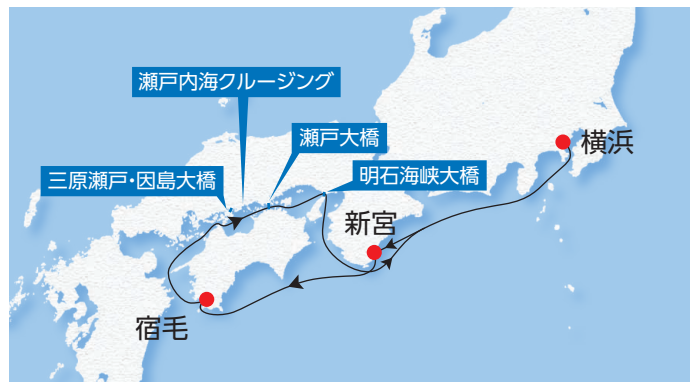 瀬戸内海クルージング
瀬戸大橋
横浜
三原瀬戸・因島大橋
明石海峡大橋
新宮
宿毛